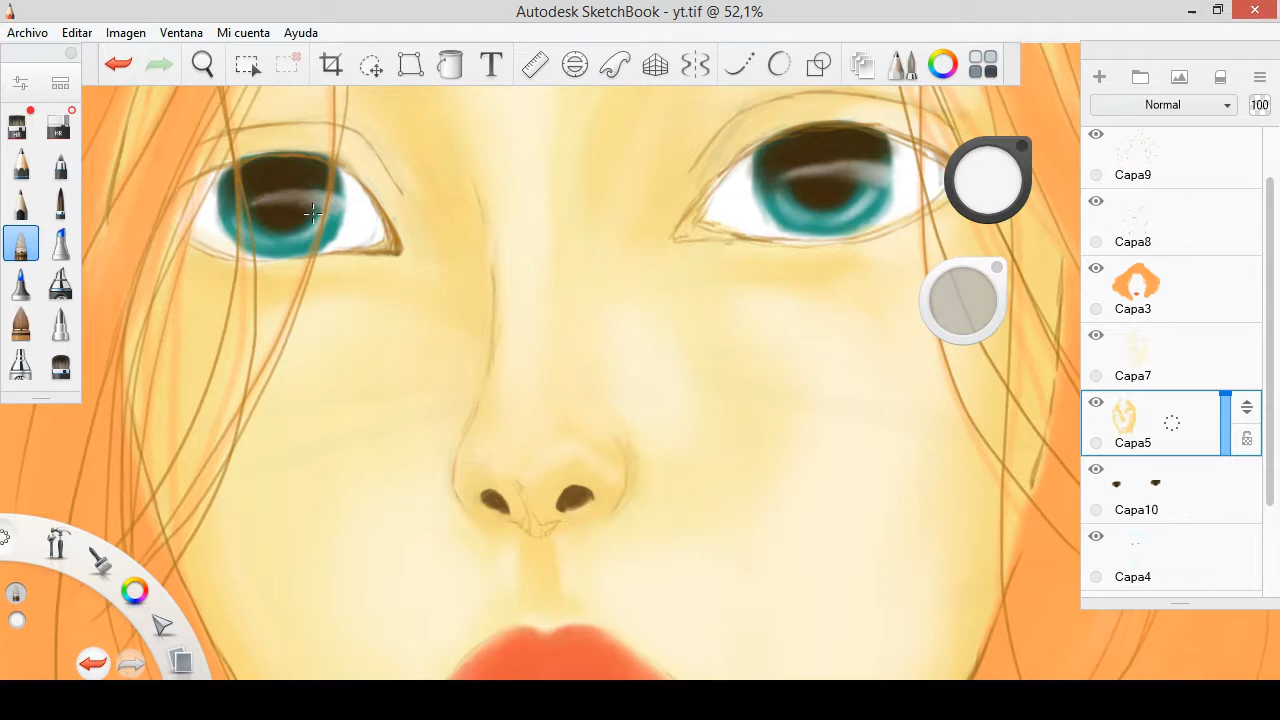 Autodesk SketchBook - yt.tif @ 52,1%
Archivo Editar Imagen Ventana Mi cuenta Ayuda
T
Normal 100
Capa9
Capa8
Capa3
Capa7
Capa5
Capa10
Capa4